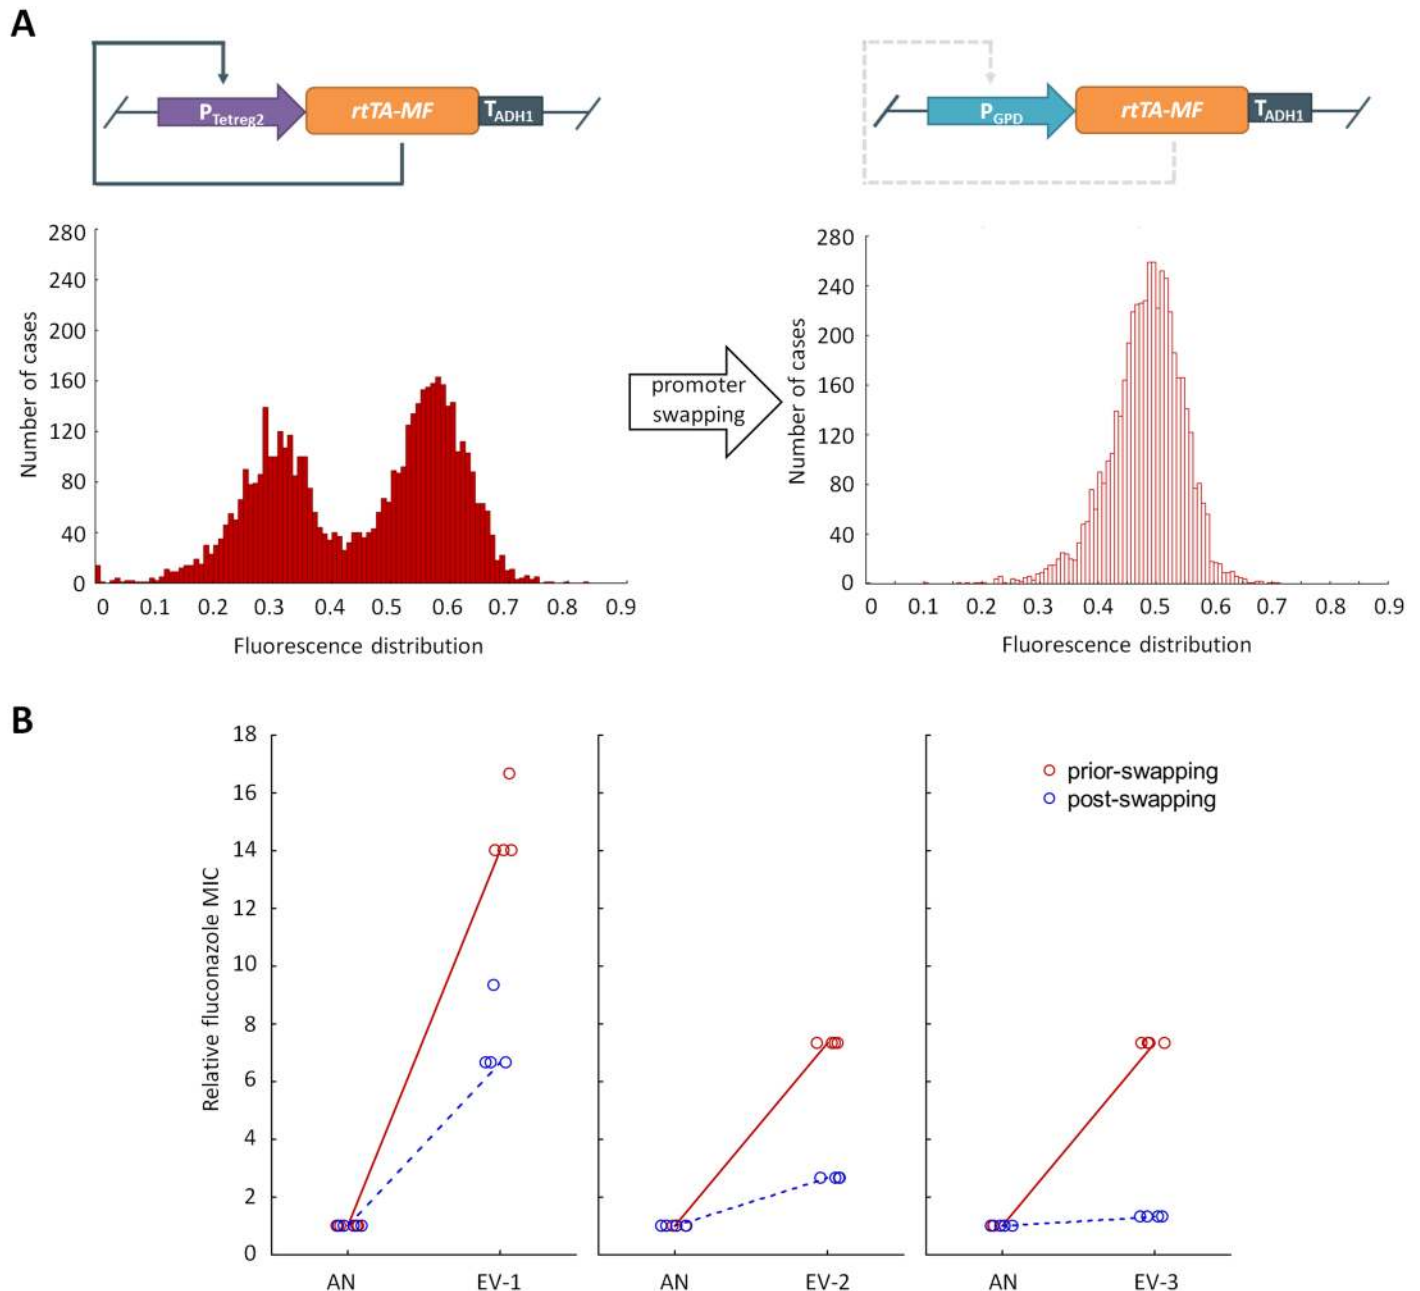 A
P_Tetreg2 rtTA-MF T_ADH1
P_GPD rtTA-MF T_ADH1
280
240
200
160
120
80
40
0
Number of cases
0 0.1 0.2 0.3 0.4 0.5 0.6 0.7 0.8 0.9
Fluorescence distribution
promoter
swapping
280
240
200
160
120
80
40
0
Number of cases
0 0.1 0.2 0.3 0.4 0.5 0.6 0.7 0.8 0.9
Fluorescence distribution
B
18
16
14
12
10
8
6
4
2
0
Relative fluconazole MIC
prior-swapping
post-swapping
AN EV-1
AN EV-2
AN EV-3